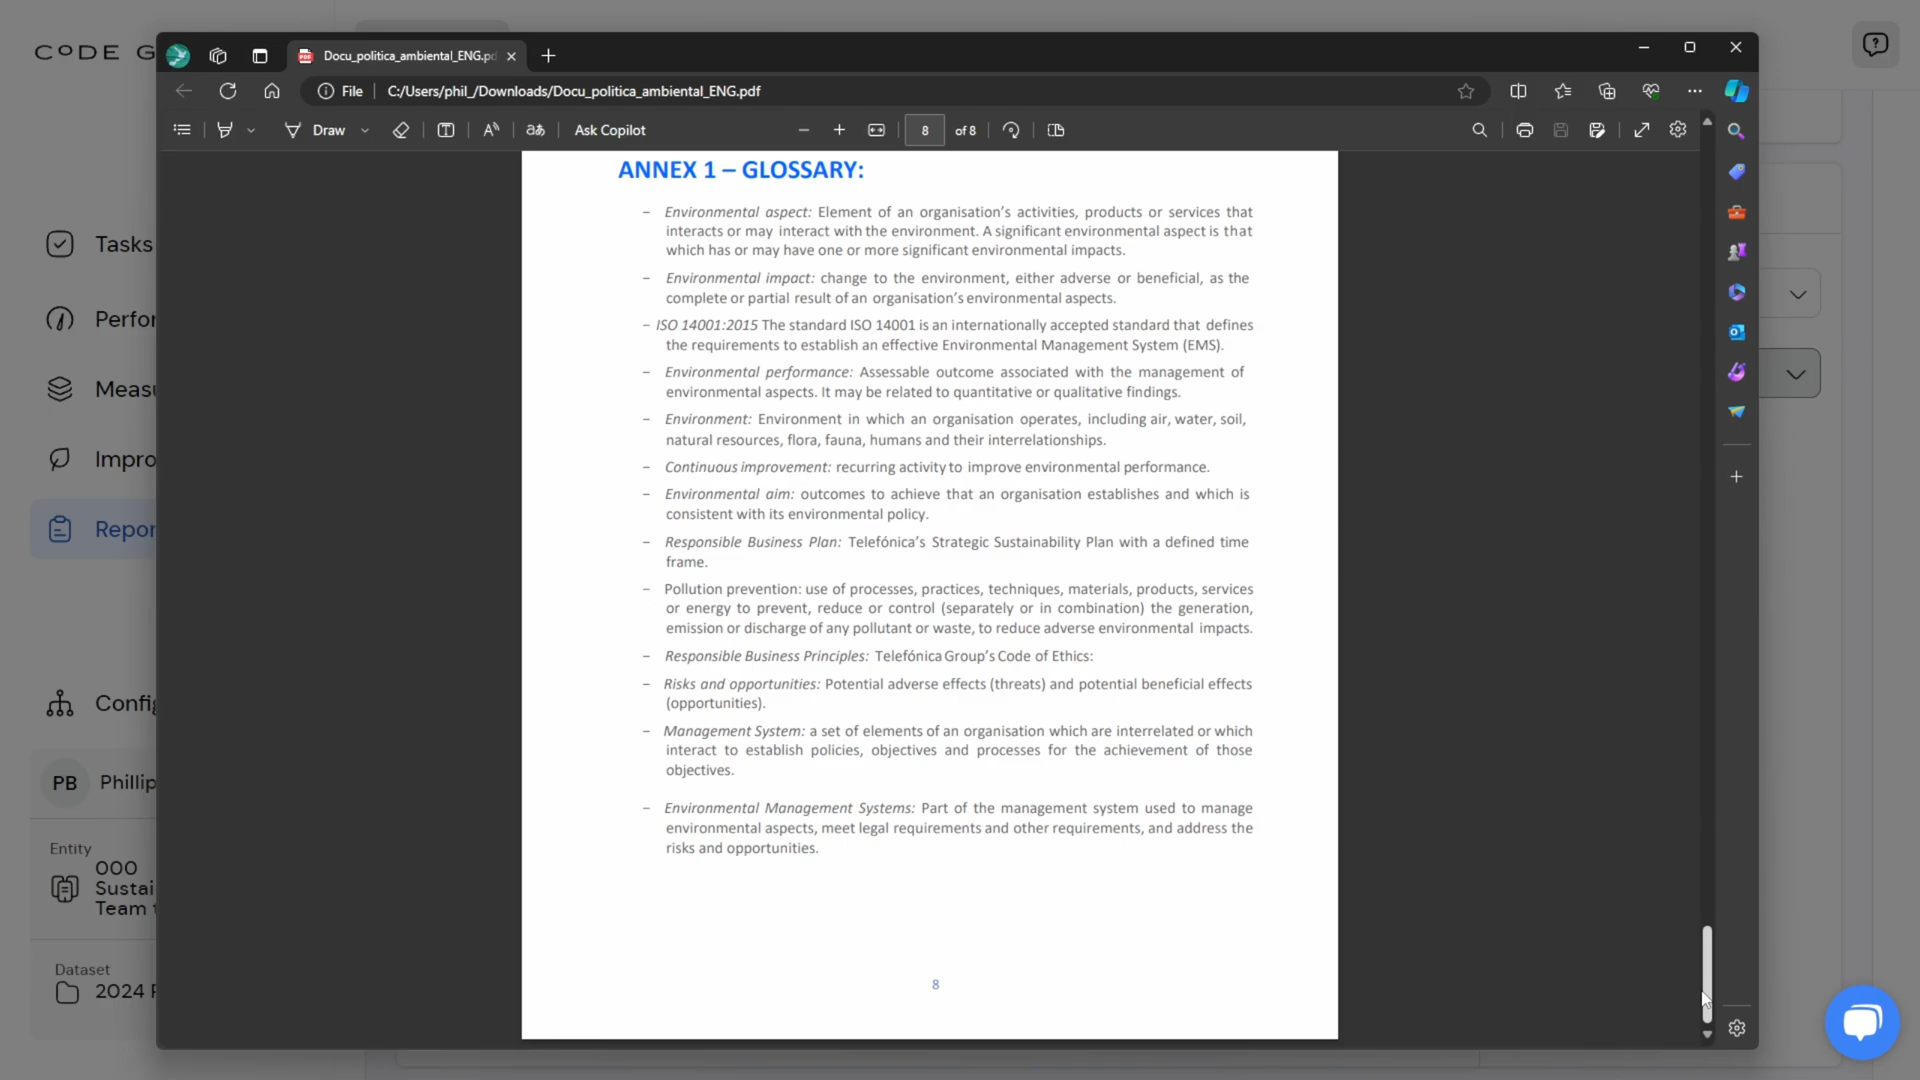 CODE G
Docu_politica_ambiental_ENG.pd
File
C:/Users/phil_/Downloads/Docu_politica_ambiental_ENG.pdf
Draw
Ask Copilot
8
of 8
ANNEX 1 – GLOSSARY:
– Environmental aspect: Element of an organisation’s activities, products or services that
interacts or may interact with the environment. A significant environmental aspect is that
which has or may have one or more significant environmental impacts.
– Environmental impact: change to the environment, either adverse or beneficial, as the
complete or partial result of an organisation’s environmental aspects.
– ISO 14001:2015 The standard ISO 14001 is an internationally accepted standard that defines
the requirements to establish an effective Environmental Management System (EMS).
– Environmental performance: Assessable outcome associated with the management of
environmental aspects. It may be related to quantitative or qualitative findings.
– Environment: Environment in which an organisation operates, including air, water, soil,
natural resources, flora, fauna, humans and their interrelationships.
– Continuous improvement: recurring activity to improve environmental performance.
– Environmental aim: outcomes to achieve that an organisation establishes and which is
consistent with its environmental policy.
– Responsible Business Plan: Telefónica’s Strategic Sustainability Plan with a defined time
frame.
– Pollution prevention: use of processes, practices, techniques, materials, products, services
or energy to prevent, reduce or control (separately or in combination) the generation,
emission or discharge of any pollutant or waste, to reduce adverse environmental impacts.
– Responsible Business Principles: Telefónica Group’s Code of Ethics:
– Risks and opportunities: Potential adverse effects (threats) and potential beneficial effects
(opportunities).
– Management System: a set of elements of an organisation which are interrelated or which
interact to establish policies, objectives and processes for the achievement of those
objectives.
– Environmental Management Systems: Part of the management system used to manage
environmental aspects, meet legal requirements and other requirements, and address the
risks and opportunities.
8
Tasks
Perfor
Measu
Impro
Repor
Config
PB
Phillip
Entity
000
Sustai
Team t
Dataset
2024